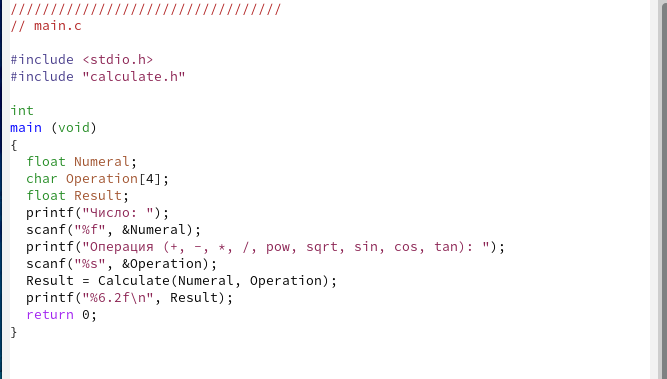 //////////////////////////////////
// main.c
#include <stdio.h>
#include "calculate.h"
int
main (void)
{
float Numeral;
char Operation[4];
float Result;
printf("Число: ");
scanf("%f", &Numeral);
printf("Операция (+, -, *, /, pow, sqrt, sin, cos, tan): ");
scanf("%s", &Operation);
Result = Calculate(Numeral, Operation);
printf("%6.2f\n", Result);
return 0;
}